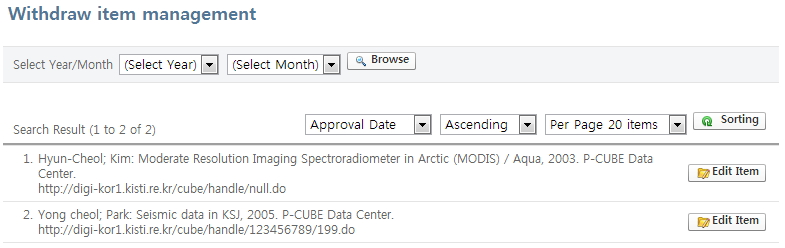 Withdraw item management
Select Year/Month (Select Year) (Select Month) Browse
Search Result (1 to 2 of 2) Approval Date Ascending Per Page 20 items Sorting
1. Hyun-Cheol; Kim: Moderate Resolution Imaging Spectroradiometer in Arctic (MODIS) / Aqua, 2003. P-CUBE Data
Center.
http://digi-kor1.kisti.re.kr/cube/handle/null.do
Edit Item
2. Yong cheol; Park: Seismic data in KSJ, 2005. P-CUBE Data Center.
http://digi-kor1.kisti.re.kr/cube/handle/123456789/199.do
Edit Item